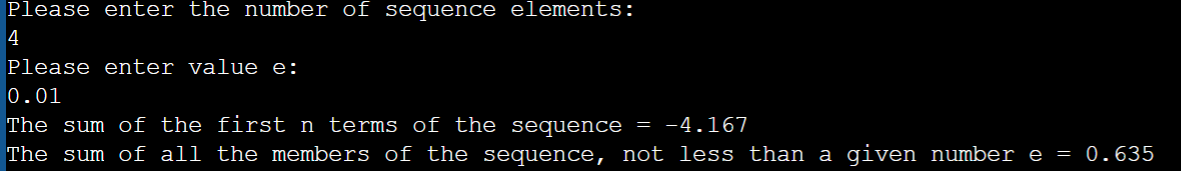 Please enter the number of sequence elements:
4
Please enter value e:
0.01
The sum of the first n terms of the sequence = -4.167
The sum of all the members of the sequence, not less than a given number e = 0.635